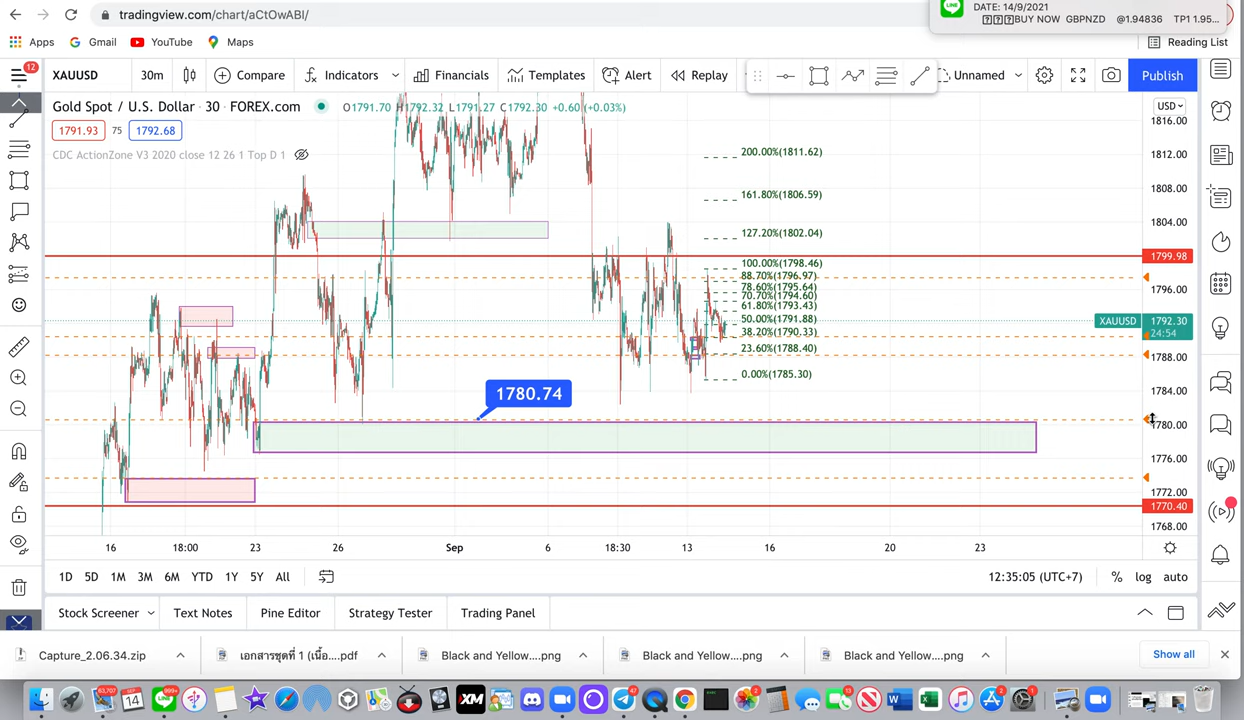 tradingview.com/chart/aCtOwABI/
DATE: 14/9/2021
BUY NOW GBPNZD @1.94836 TP1 1.95...
Apps Gmail YouTube Maps
Reading List
12
XAUUSD 30m Compare Indicators Financials Templates Alert Replay Unnamed Publish
Gold Spot / U.S. Dollar · 30 · FOREX.com O1791.70 H1792.32 L1791.27 C1792.30 +0.60 (+0.03%)
USD
1791.93 75 1792.68
CDC ActionZone V3 2020 close 12 26 1 Top D 1
1816.00
1812.00
1808.00
1804.00
1799.98
1796.00
XAUUSD 1792.30
24:54
1788.00
1784.00
1780.00
1776.00
1772.00
1770.40
1768.00
200.00%(1811.62)
161.80%(1806.59)
127.20%(1802.04)
100.00%(1798.46)
88.70%(1796.97)
78.60%(1795.64)
70.70%(1794.60)
61.80%(1793.43)
50.00%(1791.88)
38.20%(1790.33)
23.60%(1788.40)
0.00%(1785.30)
1780.74
16 18:00 23 26 Sep 6 18:30 13 16 20 23
1D 5D 1M 3M 6M YTD 1Y 5Y All
12:35:05 (UTC+7) % log auto
Stock Screener Text Notes Pine Editor Strategy Tester Trading Panel
Capture_2.06.34.zip
เอกสารชุดที่ 1 (เนื้อ....pdf
Black and Yellow....png
Black and Yellow....png
Black and Yellow....png
Show all
XM